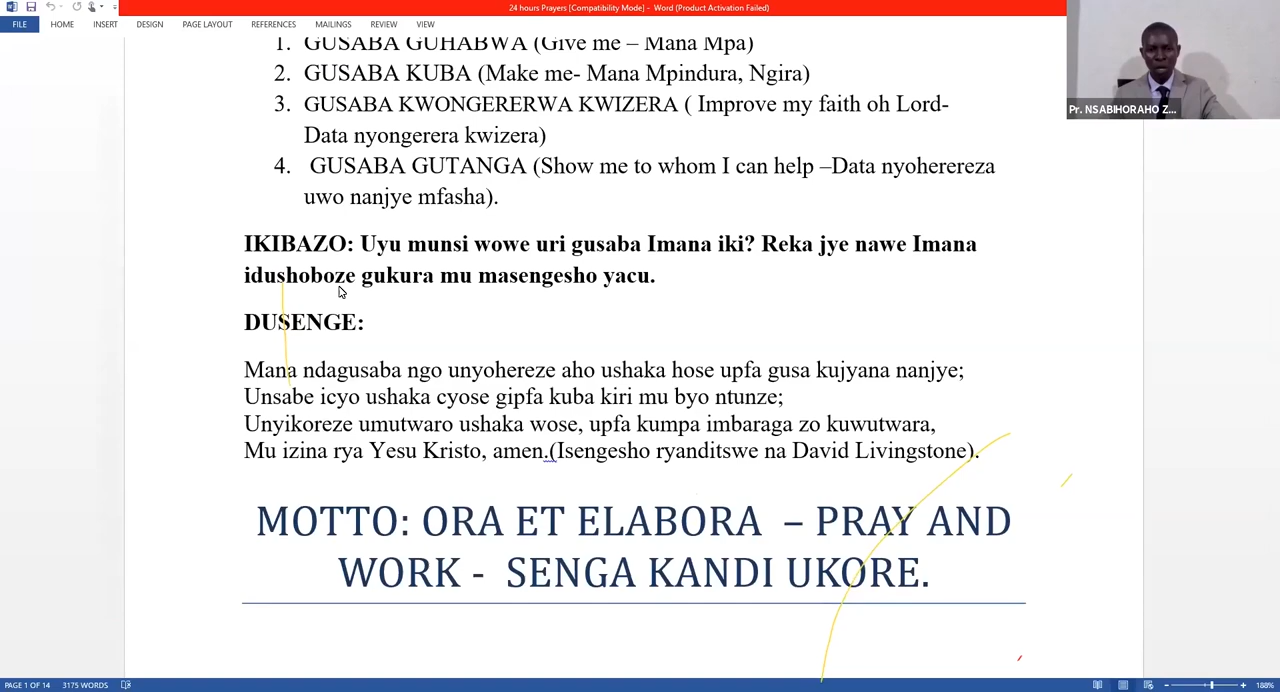 24 hours Prayers [Compatibility Mode] - Word (Product Activation Failed)
FILE HOME INSERT DESIGN PAGE LAYOUT REFERENCES MAILINGS REVIEW VIEW
Pr. NSABIHORAHO Z...
1. GUSABA GUHABWA (Give me – Mana Mpa)
2. GUSABA KUBA (Make me- Mana Mpindura, Ngira)
3. GUSABA KWONGERERWA KWIZERA ( Improve my faith oh Lord-
Data nyongerera kwizera)
4. GUSABA GUTANGA (Show me to whom I can help –Data nyoherereza
uwo nanjye mfasha).
IKIBAZO: Uyu munsi wowe uri gusaba Imana iki? Reka jye nawe Imana
idushoboze gukura mu masengesho yacu.
DUSENGE:
Mana ndagusaba ngo unyohereze aho ushaka hose upfa gusa kujyana nanjye;
Unsabe icyo ushaka cyose gipfa kuba kiri mu byo ntunze;
Unyikoreze umutwaro ushaka wose, upfa kumpa imbaraga zo kuwutwara,
Mu izina rya Yesu Kristo, amen.(Isengesho ryanditswe na David Livingstone).
MOTTO: ORA ET ELABORA – PRAY AND
WORK - SENGA KANDI UKORE.
PAGE 1 OF 14 3175 WORDS 188%